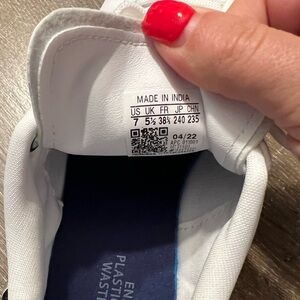 MADE IN INDIA
US UK FR JP CHN
7 5½ 38⅔ 240 235
04/22
EN
PLASTI
WAST